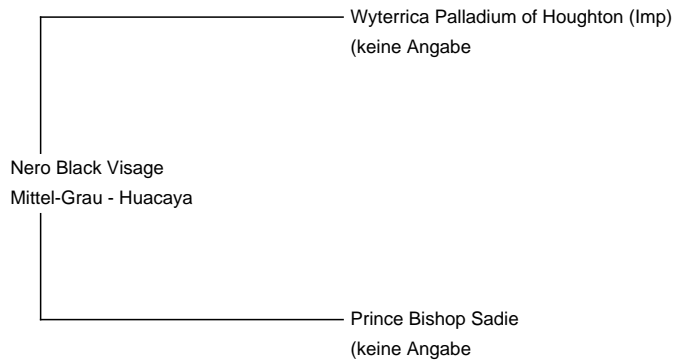 Wyterrica Palladium of Houghton (Imp)
(keine Angabe
Nero Black Visage
Mittel-Grau - Huacaya
Prince Bishop Sadie
(keine Angabe